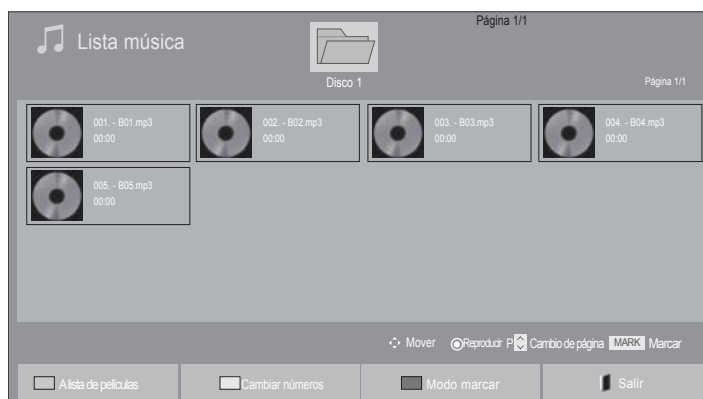 Página 1/1
Lista música
Disco 1
Página 1/1
001. - B01.mp3
00:00
002. - B02.mp3
00:00
003. - B03.mp3
00:00
004. - B04.mp3
00:00
005. - B05.mp3
00:00
Mover Reproducir P Cambio de página MARK Marcar
A lista de películas Cambiar números Modo marcar Salir